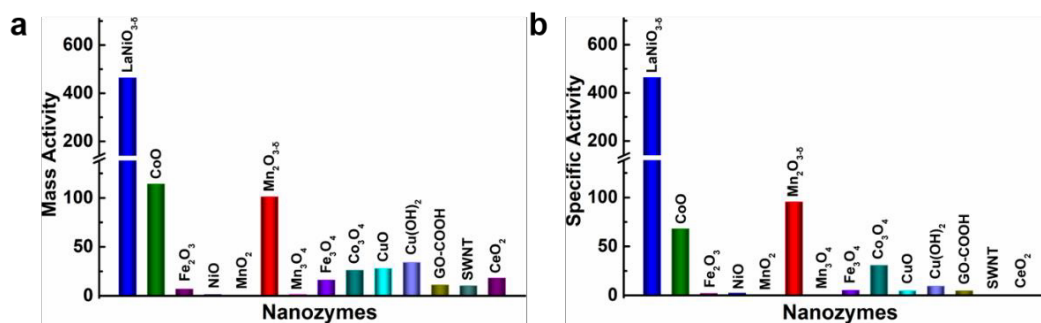 a
Mass Activity
600
400
200
100
50
0
LaNiO₃₋δ
CoO
Fe₂O₃
NiO
MnO₂
Mn₂O₃₋δ
Mn₃O₄
Fe₃O₄
Co₃O₄
CuO
Cu(OH)₂
GO-COOH
SWNT
CeO₂
Nanozymes
b
Specific Activity
600
400
200
100
50
0
LaNiO₃₋δ
CoO
Fe₂O₃
NiO
MnO₂
Mn₂O₃₋δ
Mn₃O₄
Fe₃O₄
Co₃O₄
CuO
Cu(OH)₂
GO-COOH
SWNT
CeO₂
Nanozymes